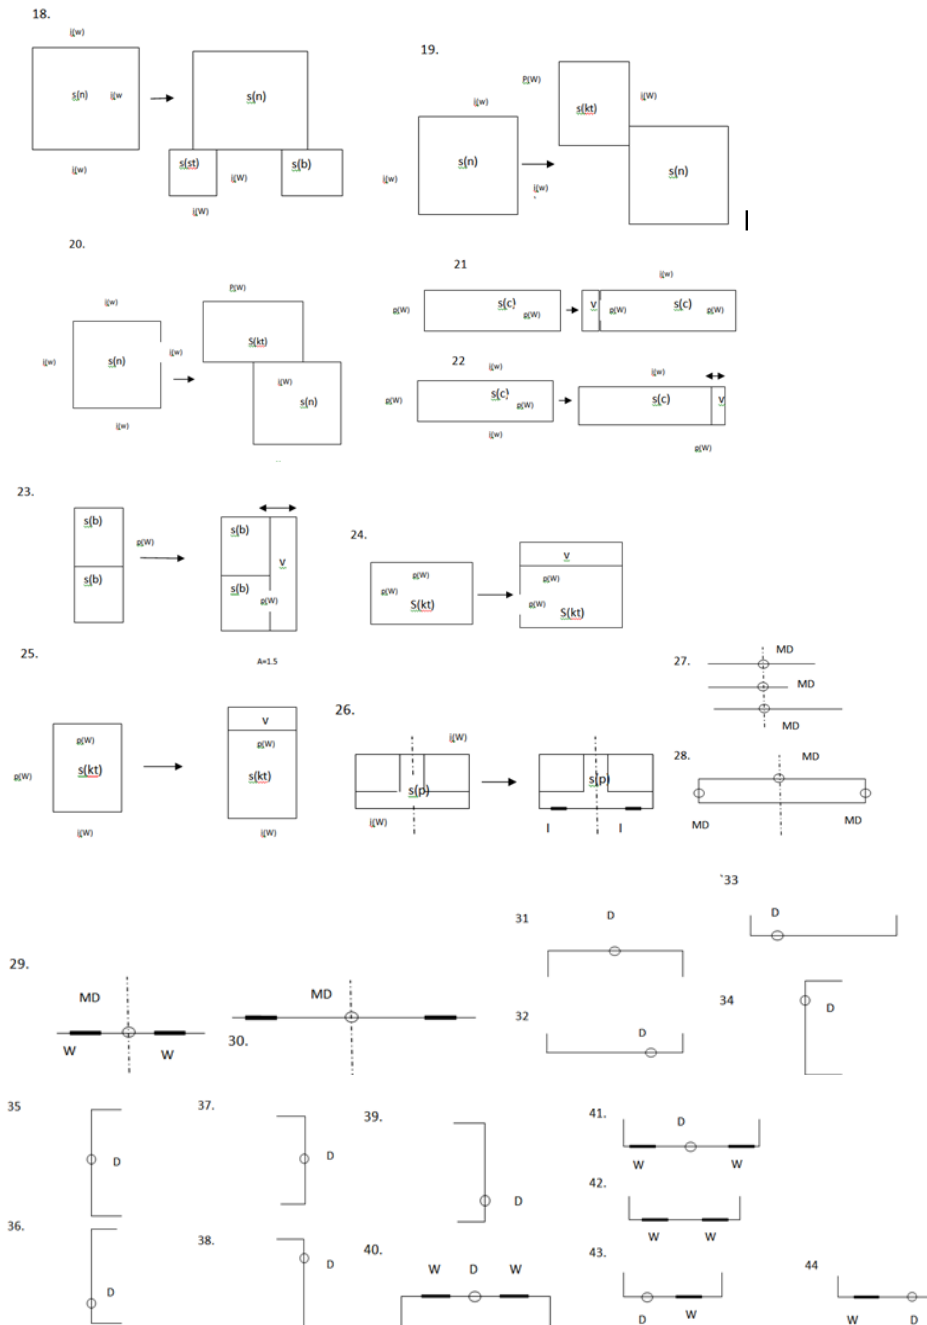 18.
i(w)
s(n) i(w
i(w)
s(n)
s(st) i(W) s(b)
i(W)
19.
i(w)
i(w) s(n) i(w)
P(W)
s(kt) i(W)
s(n)
20.
i(w)
i(w) s(n) i(w)
i(w)
P(W)
S(kt)
i(W)
s(n)
...
21
p(W) s(c) p(W)
i(w)
v p(W) s(c) p(W)
22
i(w)
p(W) s(c) p(W)
i(w)
i(w)
s(c) v
p(W)
23.
s(b)
p(W)
s(b)
s(b)
v
s(b)
p(W)
A=1.5
24.
p(W)
p(W)
S(kt)
v
p(W)
p(W)
S(kt)
25.
p(W)
p(W) s(kt)
i(W)
v
p(W)
s(kt)
i(W)
26.
i(W)
s(p)
i(W)
s(p)
I I
27.
MD
MD
MD
28.
MD
MD MD
29.
MD
W W
30.
MD
31
D
32
D
`33
D
34
D
35
D
36.
D
37.
D
38.
D
39.
D
40.
W D W
41.
D
W W
42.
W W
43.
D W
44
W D